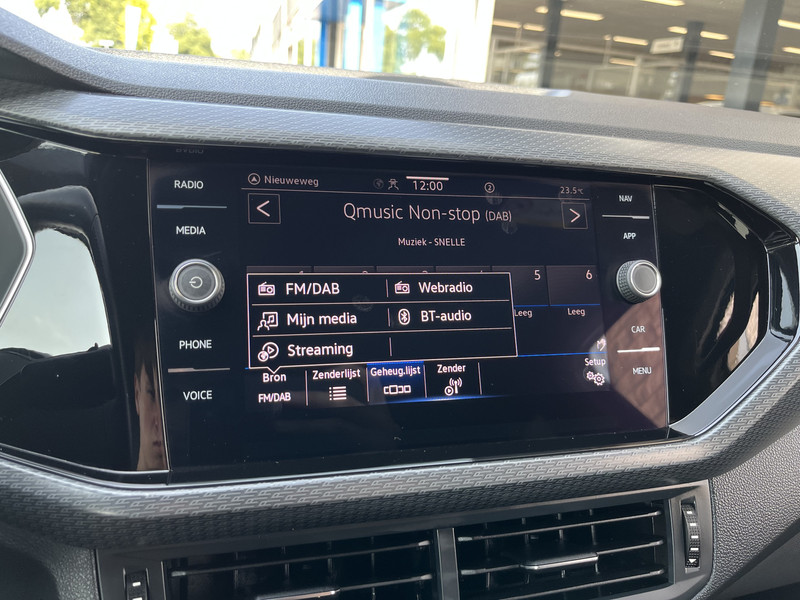 RADIO
MEDIA
PHONE
VOICE
Nieuweweg
12:00
2
23.5°C
Qmusic Non-stop (DAB)
Muziek - SNELLE
5
6
Leeg
Leeg
FM/DAB
Webradio
Mijn media
BT-audio
Streaming
Bron
FM/DAB
Zenderlijst
Geheug.lijst
Zender
Setup
NAV
APP
CAR
MENU